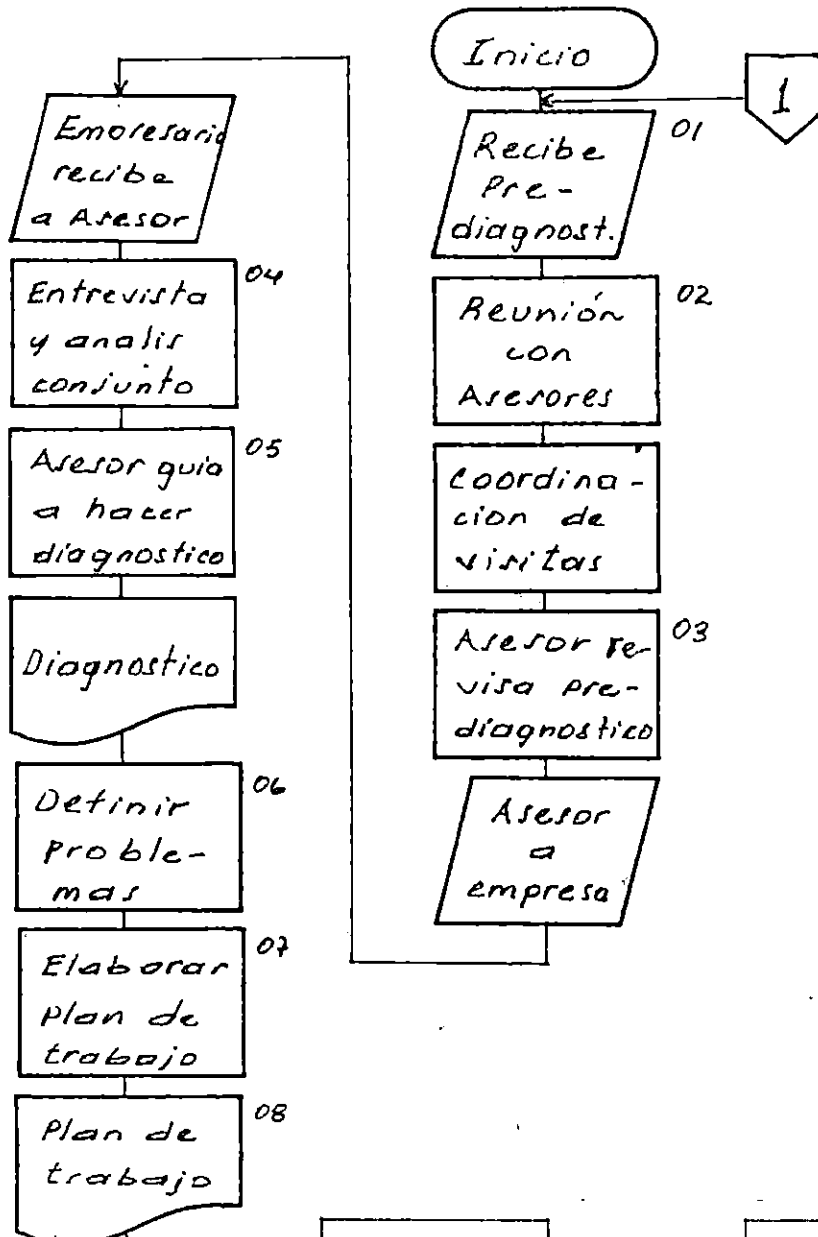 Inicio
1
01
Recibe
Pre-
diagnost.
02
Reunión
con
Asesores
Coordina-
cion de
visitas
03
Asesor re-
visa pre-
diagnostico
Asesor
a
empresa
Emoresario
recibe
a Asesor
04
Entrevista
y analis
conjunto
05
Asesor guia
a hacer
diagnostico
Diagnostico
06
Definir
Proble-
mas
07
Elaborar
Plan de
trabajo
08
Plan de
trabajo